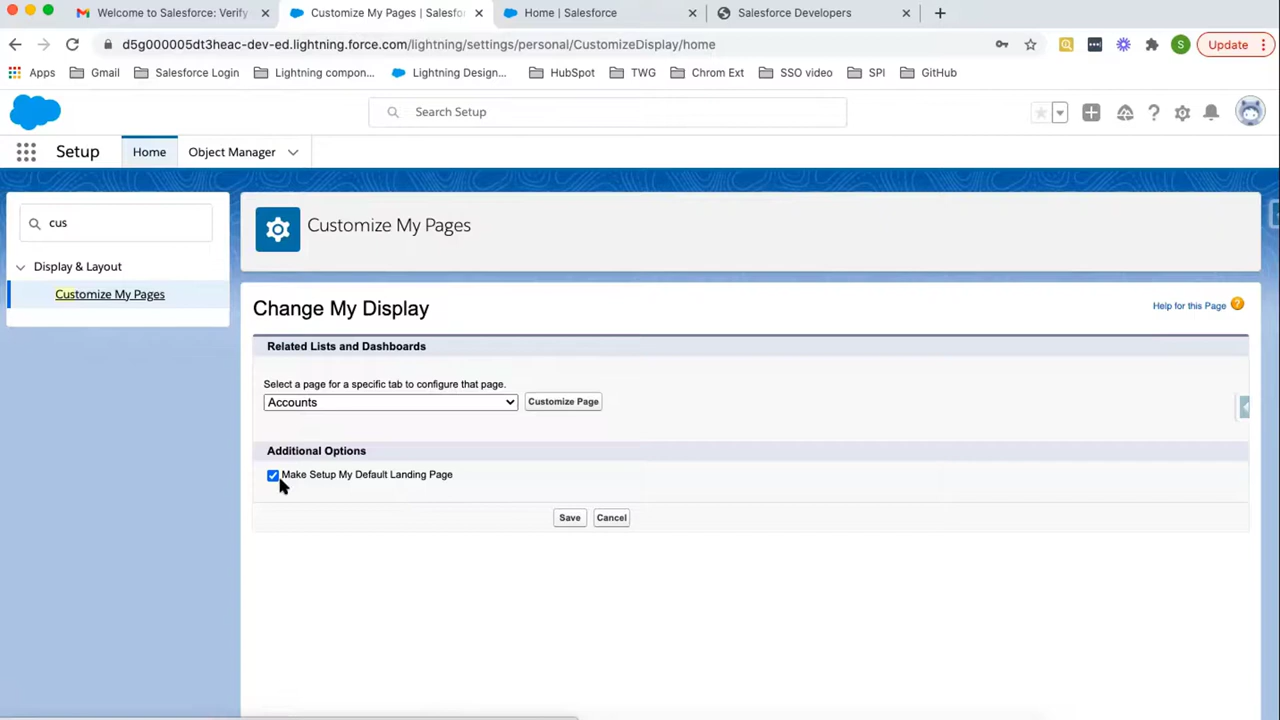 Welcome to Salesforce: Verify
Customize My Pages | Salesfo
Home | Salesforce
Salesforce Developers
d5g000005dt3heac-dev-ed.lightning.force.com/lightning/settings/personal/CustomizeDisplay/home
S
Update
Apps
Gmail
Salesforce Login
Lightning compon...
Lightning Design...
HubSpot
TWG
Chrom Ext
SSO video
SPI
GitHub
Search Setup
Setup
Home
Object Manager
cus
Display & Layout
Customize My Pages
Customize My Pages
Change My Display
Help for this Page
Related Lists and Dashboards
Select a page for a specific tab to configure that page.
Accounts
Customize Page
Additional Options
Make Setup My Default Landing Page
Save
Cancel